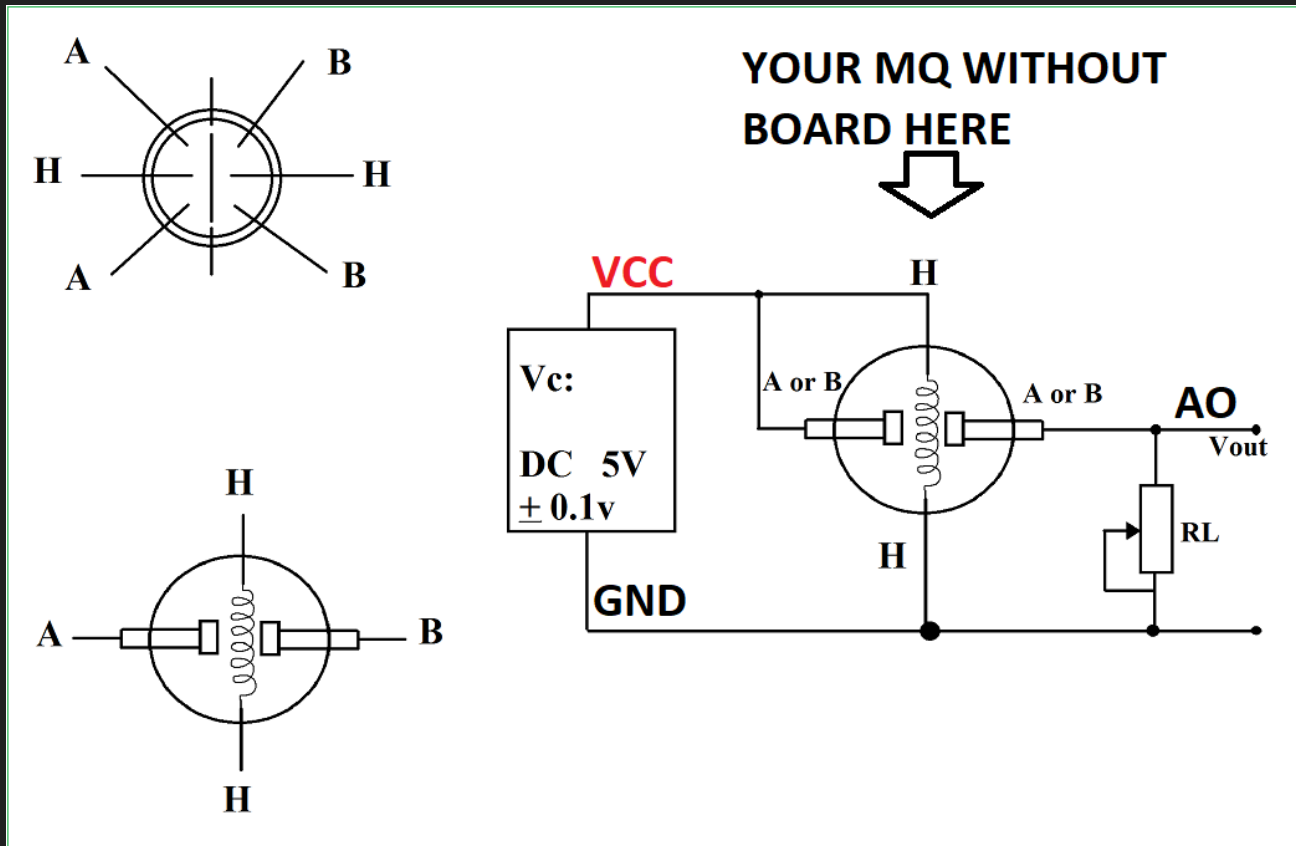 A
B
H
H
A
B
YOUR MQ WITHOUT
BOARD HERE
VCC
H
Vc:
DC 5V
± 0.1v
A or B
A or B
AO
Vout
RL
H
GND
H
A
B
H